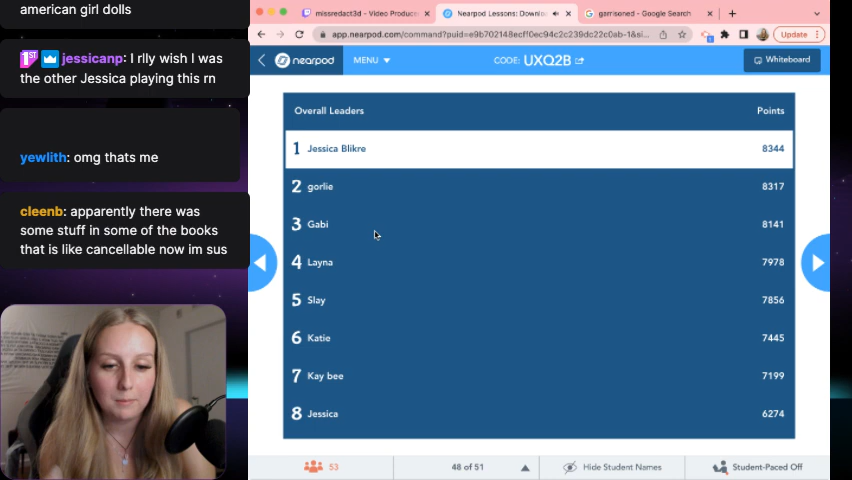 american girl dolls
1ST jessicanp: I rlly wish I was
the other Jessica playing this rn
yewlith: omg thats me
cleenb: apparently there was
some stuff in some of the books
that is like cancellable now im sus
missredact3d - Video Produce
Nearpod Lessons: Downlo
garrisoned - Google Search
app.nearpod.com/command?puid=e9b702148ecff0ec94c2c239dc22c0ab-1&si...
Update
nearpod
MENU
CODE: UXQ2B
Whiteboard
Overall Leaders Points
1 Jessica Blikre 8344
2 gorlie 8317
3 Gabi 8141
4 Layna 7978
5 Slay 7856
6 Katie 7445
7 Kay bee 7199
8 Jessica 6274
53
48 of 51
Hide Student Names
Student-Paced Off